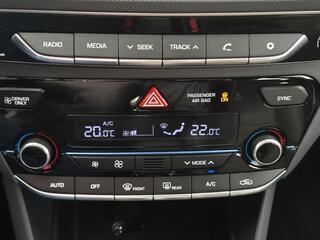 RADIO MEDIA ∨ SEEK TRACK ∧
DRIVER ONLY
PASSENGER AIR BAG ON
SYNC
A/C
20.0°C 22.0°C
∨ MODE ∧
AUTO OFF FRONT REAR A/C